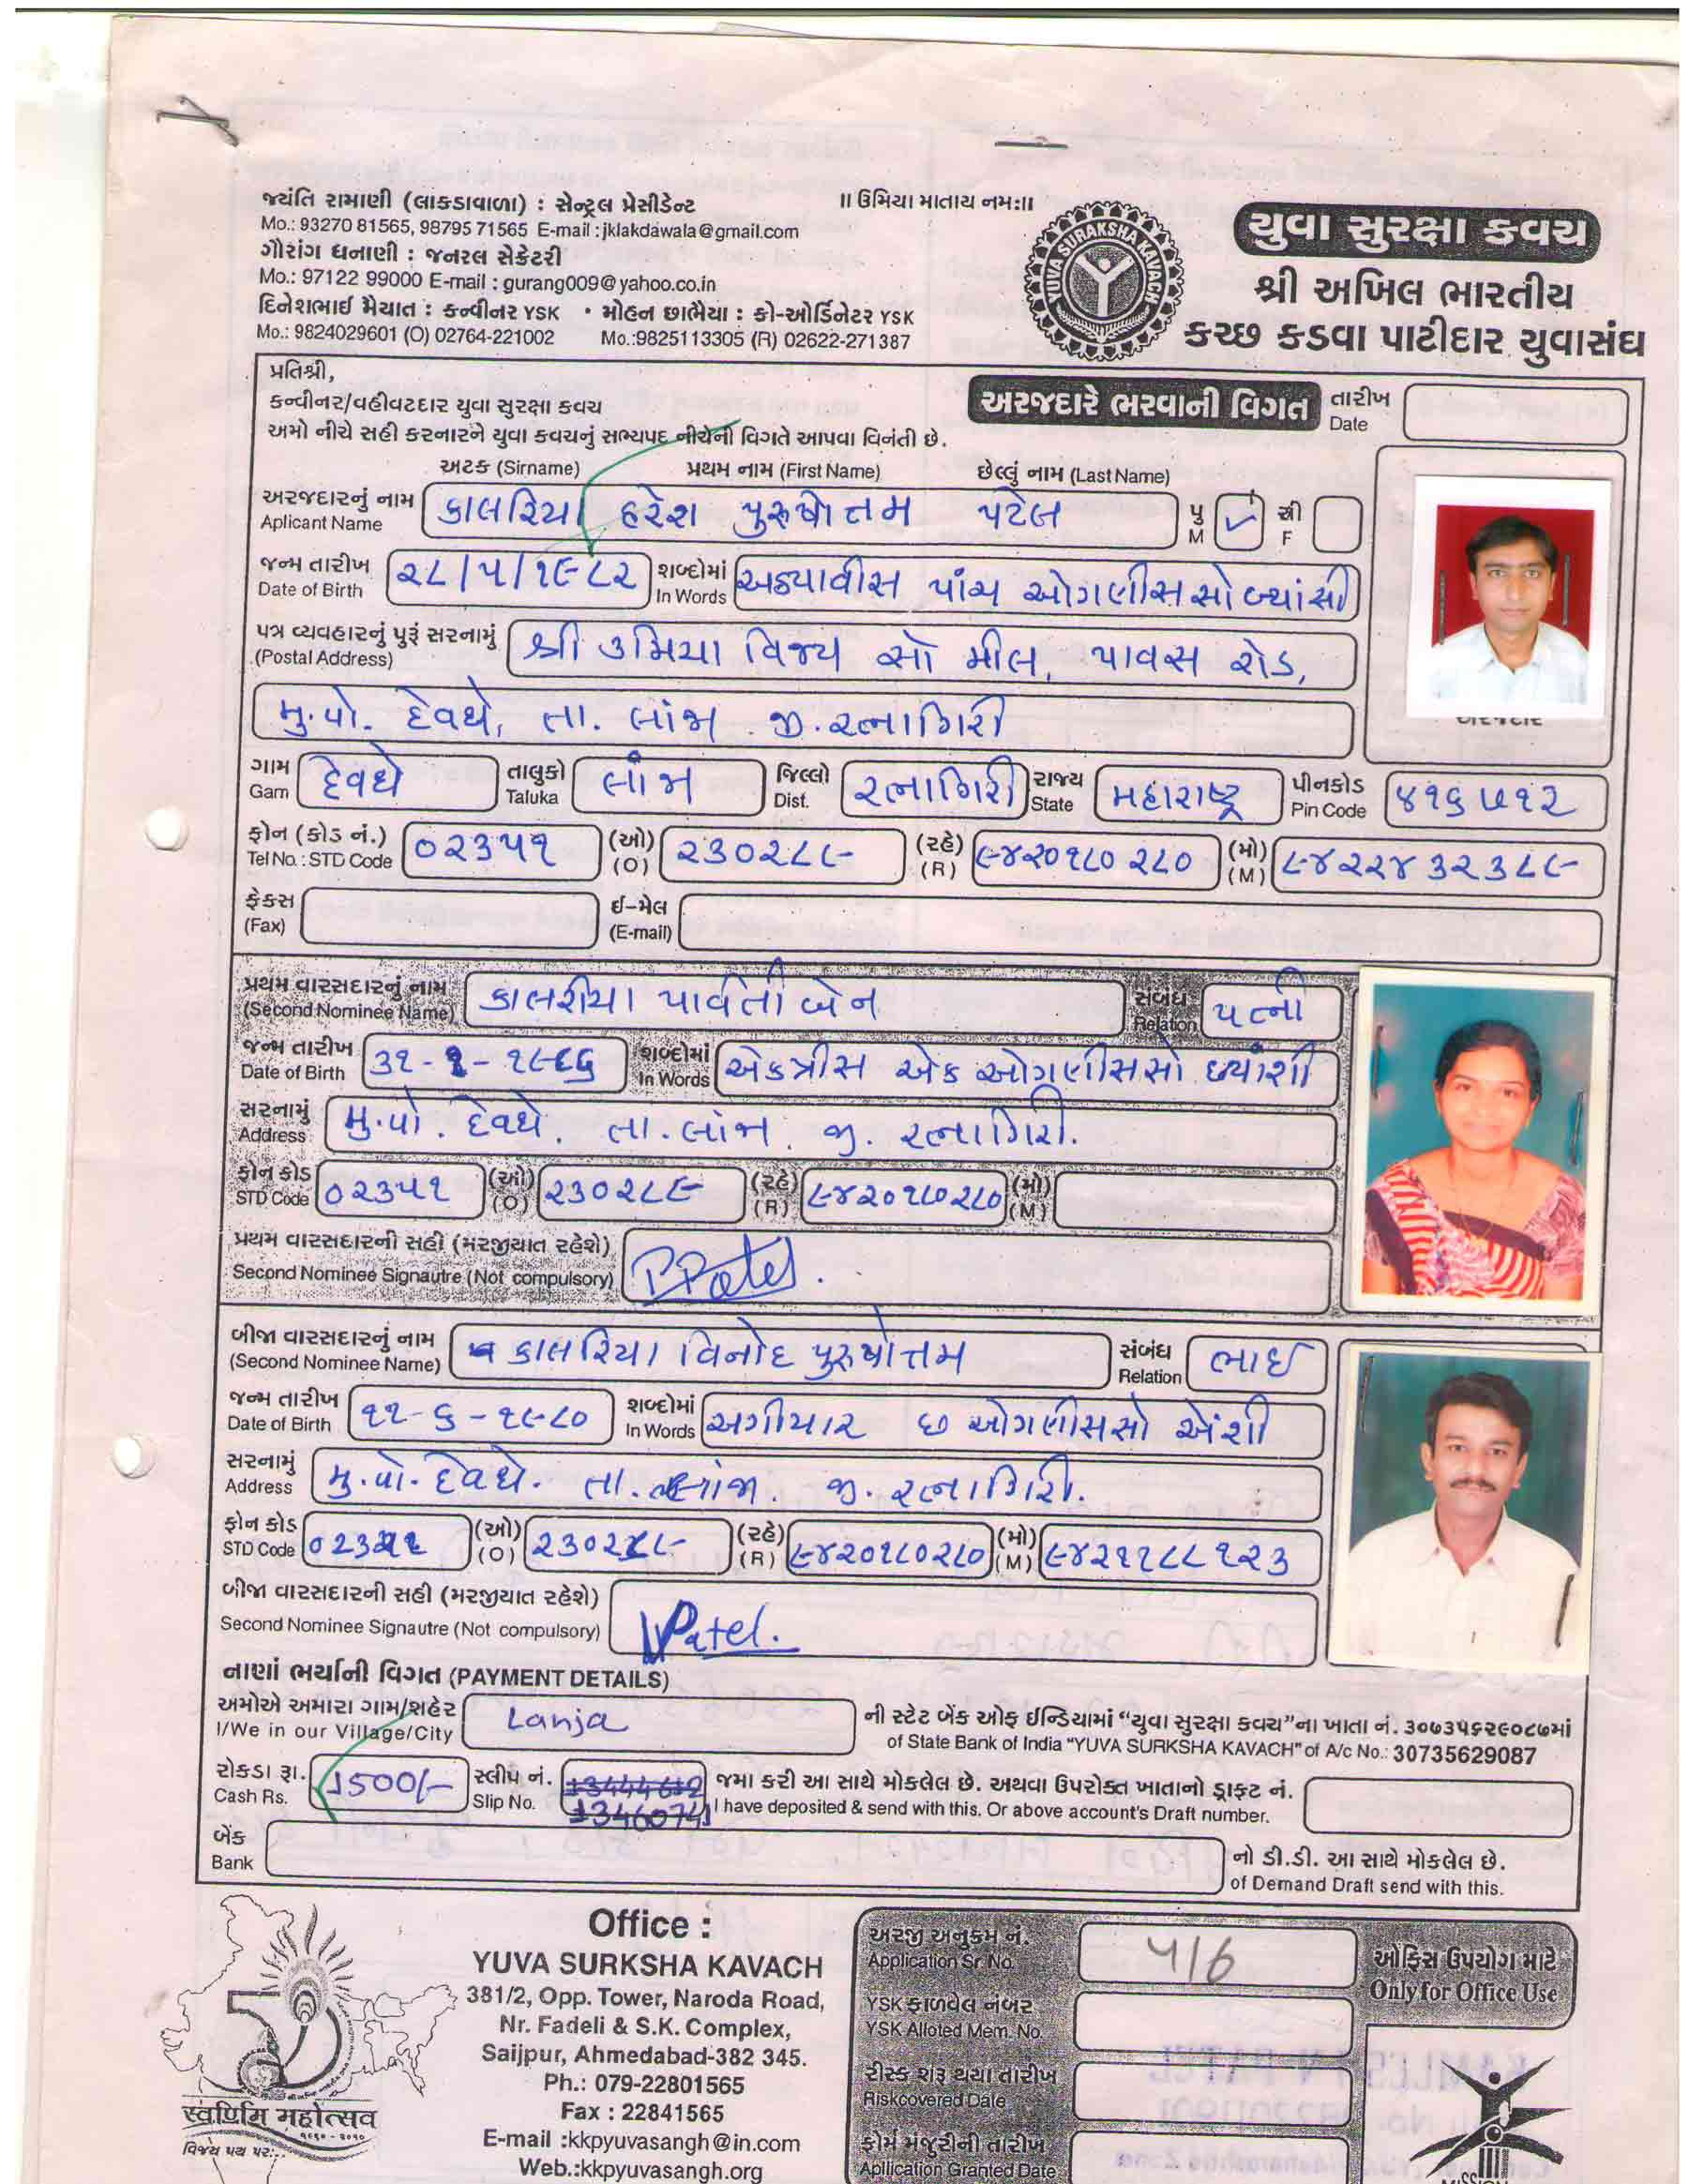 જયંતિ રામાણી (લાકડાવાળા) : સેન્ટ્રલ પ્રેસીડેન્ટ
Mo.: 93270 81565, 98795 71565 E-mail : jklakdawala@gmail.com
ગૌરાંગ ધનાણી : જનરલ સેક્રેટરી
Mo.: 97122 99000 E-mail : gurang009@yahoo.co.in
દિનેશભાઈ મૈયાત : કન્વીનર YSK • મોહન છાભૈયા : કો-ઓર્ડિનેટર YSK
Mo.: 9824029601 (O) 02764-221002 Mo.:9825113305 (R) 02622-271387
॥ ઉમિયા માતાય નમઃ॥
YUVA SURAKSHA KAVACH
યુવા સુરક્ષા કવચ
શ્રી અખિલ ભારતીય
કચ્છ કડવા પાટીદાર યુવાસંઘ
પ્રતિશ્રી,
કન્વીનર/વહીવટદાર યુવા સુરક્ષા કવચ
અમો નીચે સહી કરનારને યુવા કવચનું સભ્યપદ નીચેની વિગતે આપવા વિનંતી છે.
અરજદારે ભરવાની વિગત
તારીખ
Date
અટક (Sirname) પ્રથમ નામ (First Name) છેલ્લું નામ (Last Name)
અરજદારનું નામ કાલરિયા હરેશ પુરુષોત્તમ પટેલ પુ ✓ સ્ત્રી
Aplicant Name M F
જન્મ તારીખ ૨૮/૫/૧૯૮૨ શબ્દોમાં અઠયાવીસ પાંચ ઓગણીસસો બ્યાંસી
Date of Birth In Words
પત્ર વ્યવહારનું પુરૂં સરનામું શ્રી ઉમિયા વિજય સો મીલ, પાવસ રોડ,
(Postal Address)
મુ.પો. દેવધે, તા. લાંજા જી. રત્નાગિરી
અરજદાર
ગામ દેવધે તાલુકો લાંજા જિલ્લો રત્નાગિરી રાજ્ય મહારાષ્ટ્ર પીનકોડ ૪૧૬૭૧૨
Gam Taluka Dist. State Pin Code
ફોન (કોડ નં.) ૦૨૩૫૧ (ઓ) ૨૩૦૨૮૯ (રહે) ૯૪૨૦૧૮૦૨૮૦ (મો) ૯૪૨૨૪૩૨૩૮૯
Tel No. : STD Code (O) (R) (M)
ફેકસ ઈ-મેલ
(Fax) (E-mail)
પ્રથમ વારસદારનું નામ કાલરીયા પાર્વતી બેન સંબંધ પત્ની
(Second Nominee Name) Relation
જન્મ તારીખ ૩૧-૧-૧૯૮૬ શબ્દોમાં એકત્રીસ એક ઓગણીસસો છયાંશી
Date of Birth In Words
સરનામું મુ.પો. દેવધે. તા. લાંજા. જી. રત્નાગિરી.
Address
ફોન કોડ ૦૨૩૫૧ (ઓ) ૨૩૦૨૮૯ (રહે) ૯૪૨૦૧૮૦૨૮૦ (મો)
STD Code (O) (R) (M)
પ્રથમ વારસદારની સહી (મરજીયાત રહેશે) PPatel.
Second Nominee Signautre (Not compulsory)
બીજા વારસદારનું નામ કાલરિયા વિનોદ પુરુષોત્તમ સંબંધ ભાઈ
(Second Nominee Name) Relation
જન્મ તારીખ ૧૧-૬-૧૯૮૦ શબ્દોમાં અગીયાર છ ઓગણીસસો એંશી
Date of Birth In Words
સરનામું મુ.પો. દેવધે. તા. લાંજા. જી. રત્નાગિરી.
Address
ફોન કોડ (ઓ) (રહે) ૯૪૨૦૧૮૦૨૮૦ (મો) ૯૪૨૧૧૮૮૧૨૩
STD Code (O) (R) (M)
બીજા વારસદારની સહી (મરજીયાત રહેશે) VPatel.
Second Nominee Signautre (Not compulsory)
નાણાં ભર્યાની વિગત (PAYMENT DETAILS)
અમોએ અમારા ગામ/શહેર Lanja ની સ્ટેટ બેંક ઓફ ઈન્ડિયામાં “યુવા સુરક્ષા કવચ”ના ખાતા નં. ૩૦૭૩૫૬૨૯૦૮૭માં
I/We in our Village/City of State Bank of India "YUVA SURKSHA KAVACH" of A/c No.: 30735629087
રોકડા રૂા. 1500/- સ્લીપ નં. 13444612 જમા કરી આ સાથે મોકલેલ છે. અથવા ઉપરોક્ત ખાતાનો ડ્રાફ્ટ નં.
Cash Rs. Slip No. 13460741 I have deposited & send with this. Or above account's Draft number.
બેંક નો ડી.ડી. આ સાથે મોકલેલ છે.
Bank of Demand Draft send with this.
Office :
YUVA SURKSHA KAVACH
381/2, Opp. Tower, Naroda Road,
Nr. Fadeli & S.K. Complex,
Saijpur, Ahmedabad-382 345.
Ph.: 079-22801565
Fax : 22841565
E-mail :kkpyuvasangh@in.com
Web.:kkpyuvasangh.org
स्वर्णिम महोत्सव
૧૯૬૦ - ૨૦૧૦
વિજય પથ પર...
અરજી અનુક્રમ નં. 416
Application Sr. No.
YSK ફાળવેલ નંબર
YSK Alloted Mem. No.
રીસ્ક શરૂ થયા તારીખ
Riskcovered Date
ફોર્મ મંજુરીની તારીખ
Apllication Granted Date
ઓફિસ ઉપયોગ માટે
Only for Office Use
MISSION